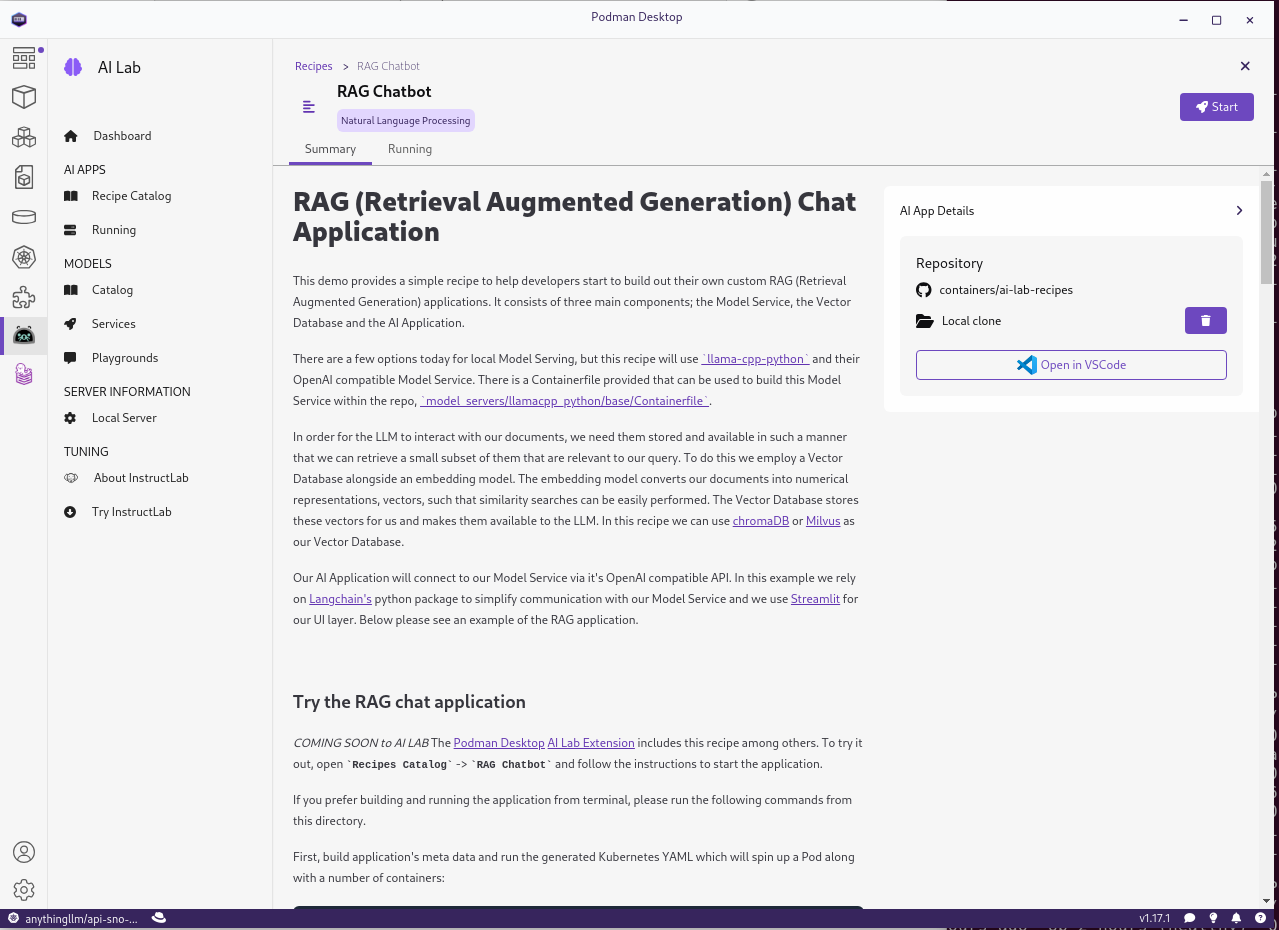 Podman Desktop
AI Lab
Dashboard
AI APPS
Recipe Catalog
Running
MODELS
Catalog
Services
Playgrounds
SERVER INFORMATION
Local Server
TUNING
About InstructLab
Try InstructLab
Recipes > RAG Chatbot
RAG Chatbot
Natural Language Processing
Start
Summary
Running
RAG (Retrieval Augmented Generation) Chat
Application
This demo provides a simple recipe to help developers start to build out their own custom RAG (Retrieval
Augmented Generation) applications. It consists of three main components; the Model Service, the Vector
Database and the AI Application.
There are a few options today for local Model Serving, but this recipe will use `llama-cpp-python` and their
OpenAI compatible Model Service. There is a Containerfile provided that can be used to build this Model
Service within the repo, `model_servers/llamacpp_python/base/Containerfile`.
In order for the LLM to interact with our documents, we need them stored and available in such a manner
that we can retrieve a small subset of them that are relevant to our query. To do this we employ a Vector
Database alongside an embedding model. The embedding model converts our documents into numerical
representations, vectors, such that similarity searches can be easily performed. The Vector Database stores
these vectors for us and makes them available to the LLM. In this recipe we can use chromaDB or Milvus as
our Vector Database.
Our AI Application will connect to our Model Service via it's OpenAI compatible API. In this example we rely
on Langchain's python package to simplify communication with our Model Service and we use Streamlit for
our UI layer. Below please see an example of the RAG application.
Try the RAG chat application
COMING SOON to AI LAB The Podman Desktop AI Lab Extension includes this recipe among others. To try it
out, open `Recipes Catalog` -> `RAG Chatbot` and follow the instructions to start the application.
If you prefer building and running the application from terminal, please run the following commands from
this directory.
First, build application's meta data and run the generated Kubernetes YAML which will spin up a Pod along
with a number of containers:
AI App Details
Repository
containers/ai-lab-recipes
Local clone
Open in VSCode
anythingllm/api-sno-...
v1.17.1